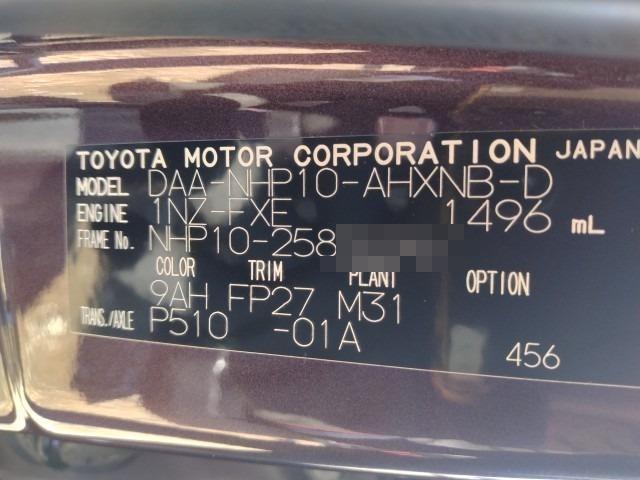 TOYOTA MOTOR CORPORATION JAPAN
MODEL DAA-NHP10-AHXNB-D
ENGINE 1NZ-FXE 1496 mL
FRAME No. NHP10-258
COLOR TRIM PLANT OPTION
9AH FP27 M31
TRANS./AXLE P510 -01A
456